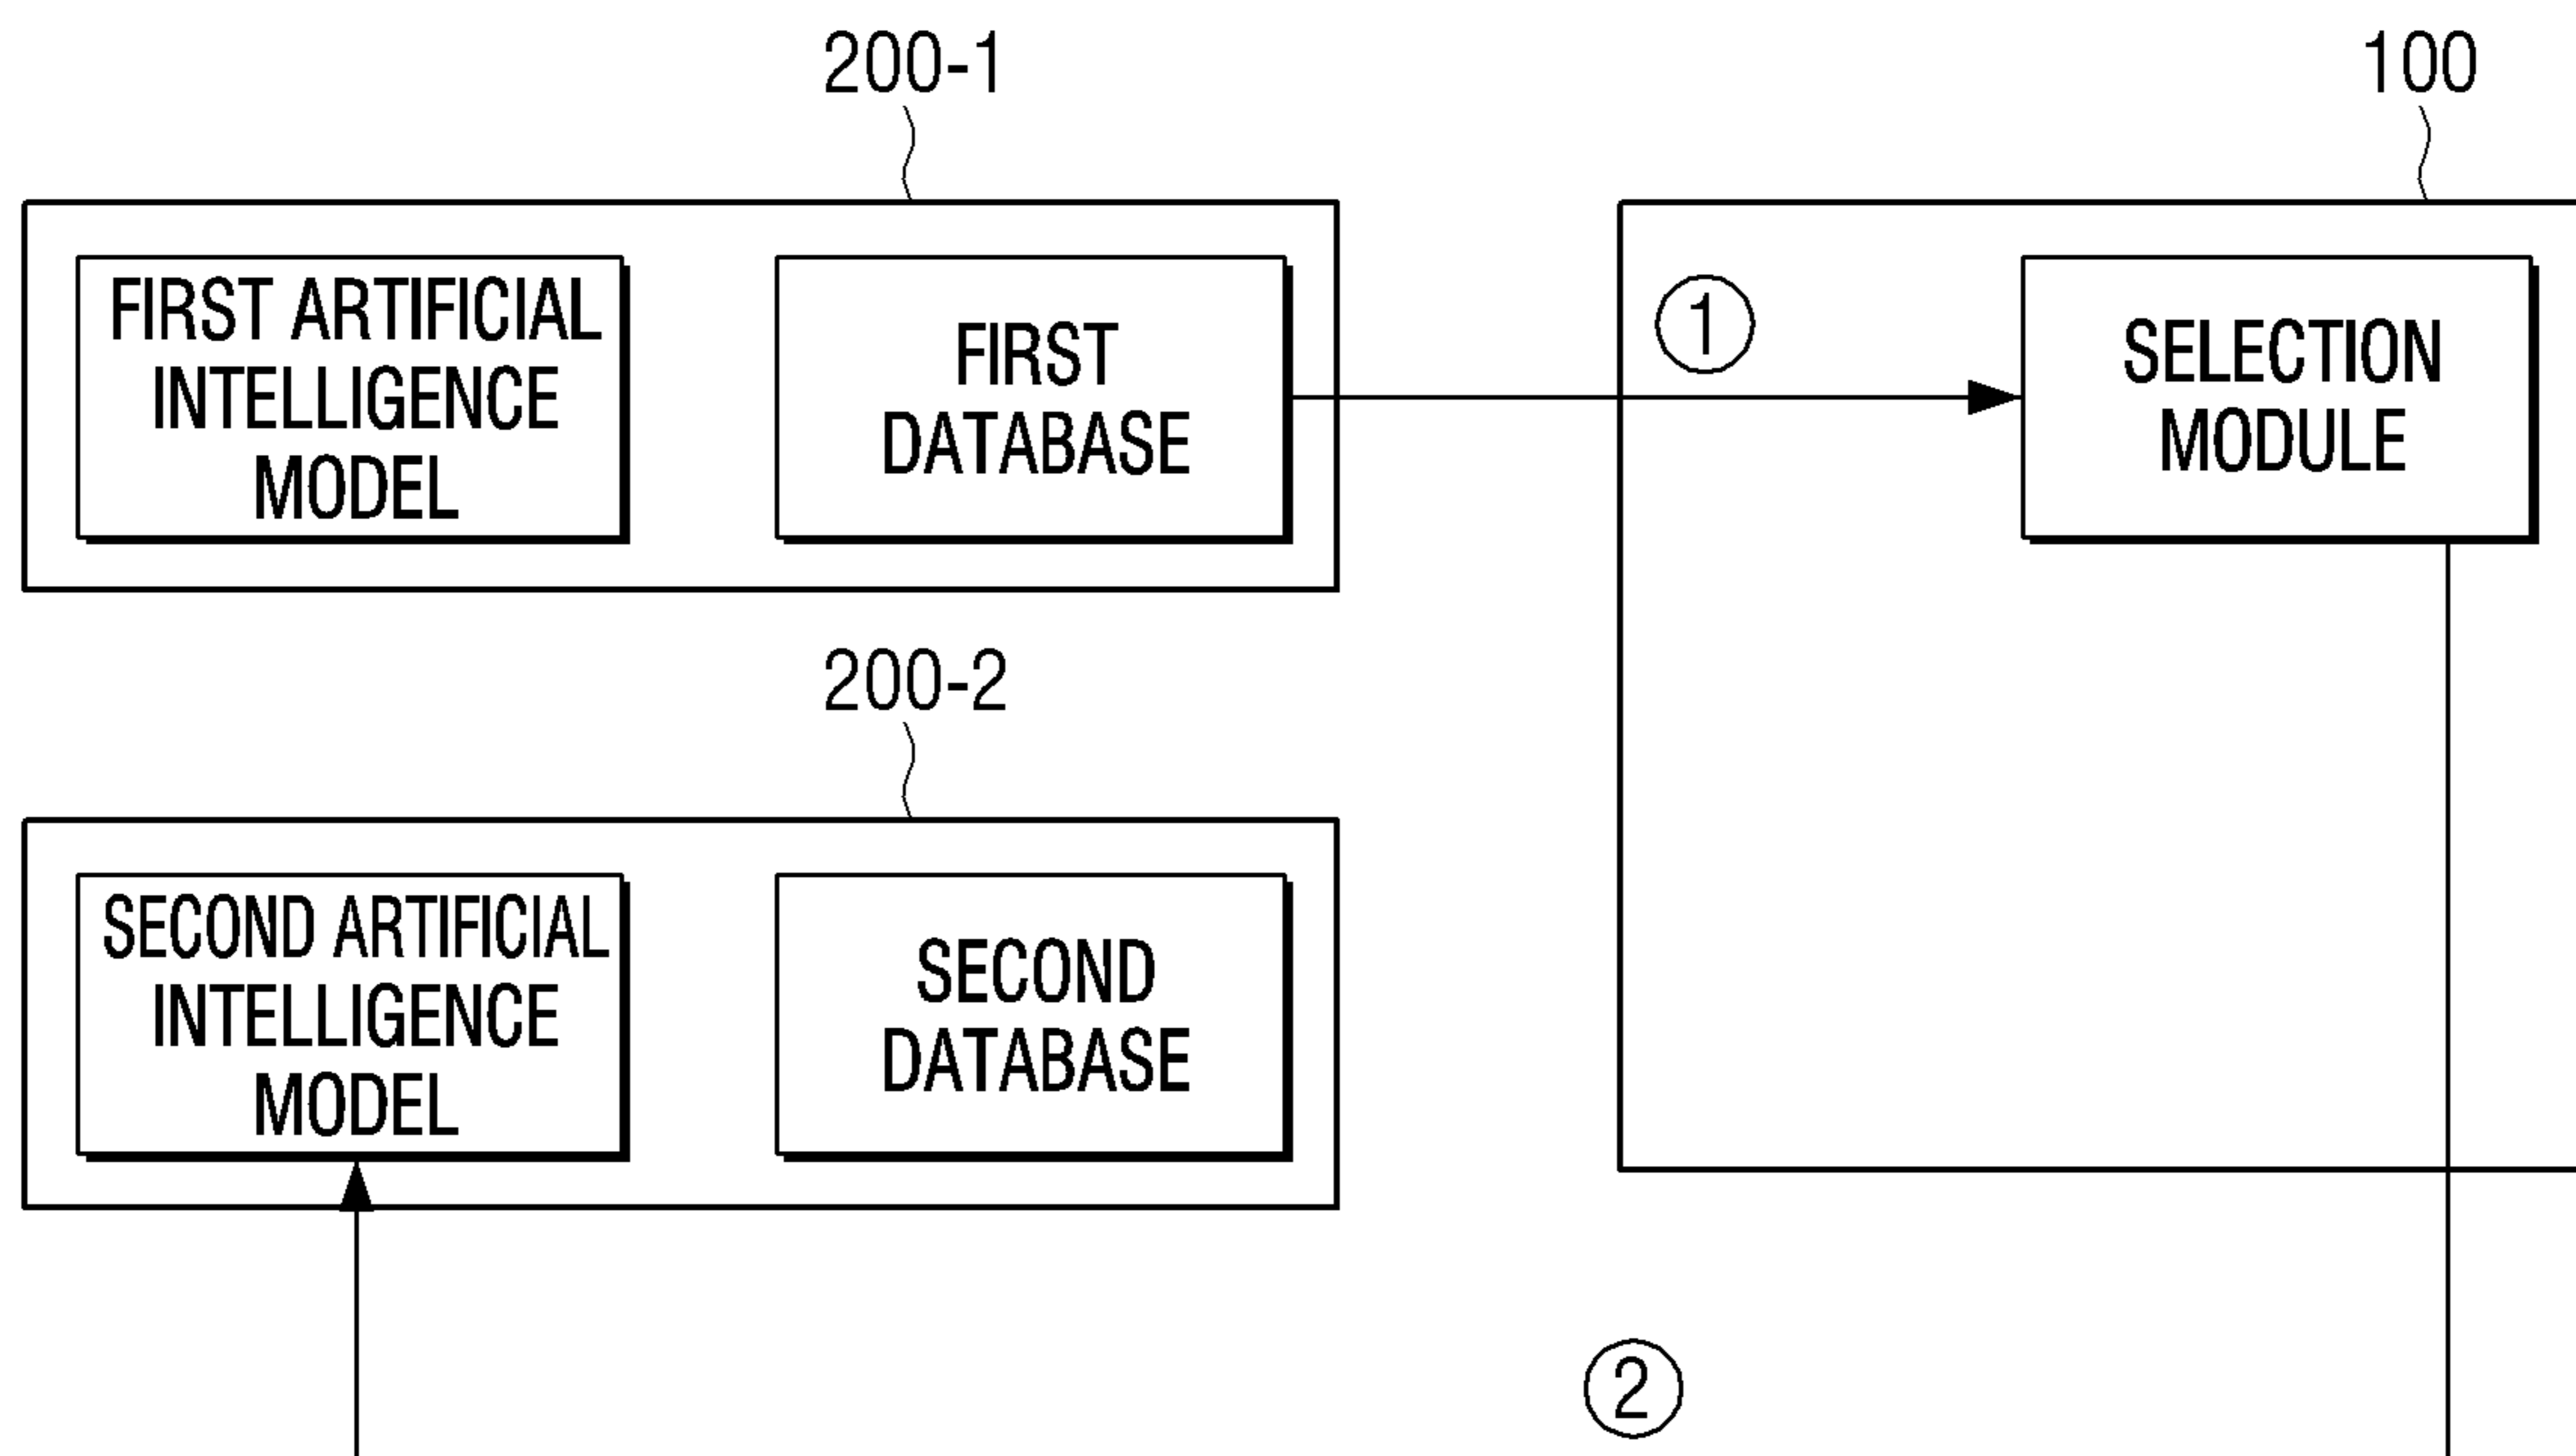 200-1
100
FIRST ARTIFICIAL
INTELLIGENCE
MODEL
FIRST
DATABASE
1
SELECTION
MODULE
200-2
SECOND ARTIFICIAL
INTELLIGENCE
MODEL
SECOND
DATABASE
2